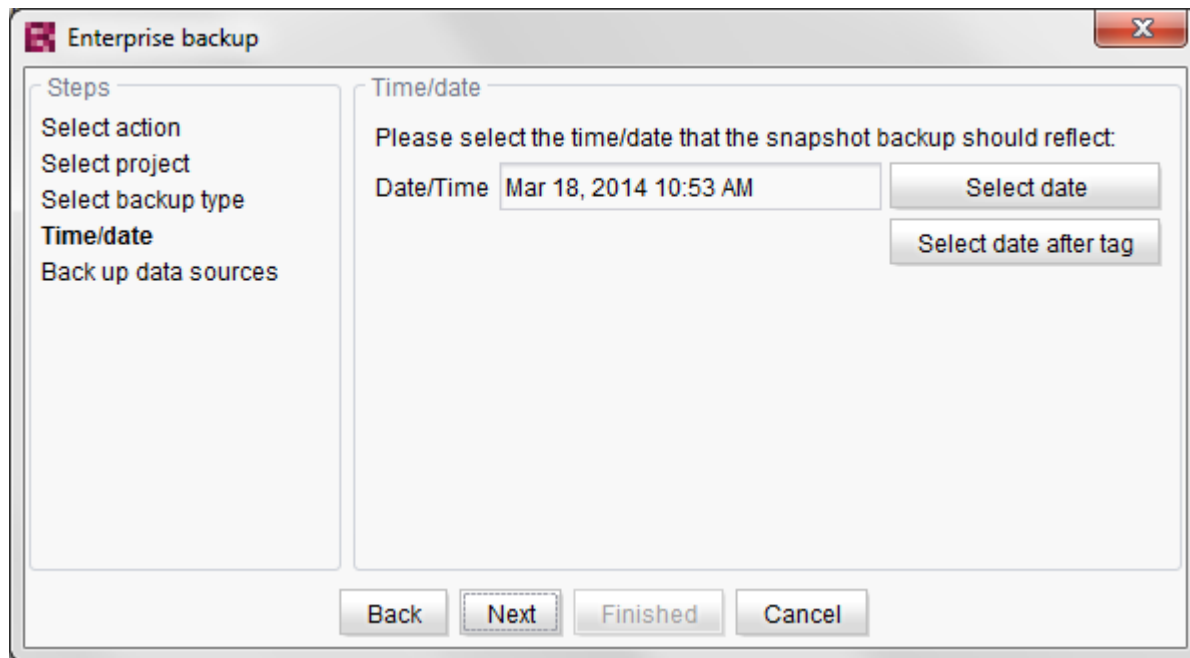 Enterprise backup
Steps
Select action
Select project
Select backup type
Time/date
Back up data sources
Time/date
Please select the time/date that the snapshot backup should reflect:
Date/Time Mar 18, 2014 10:53 AM Select date
Select date after tag
Back Next Finished Cancel